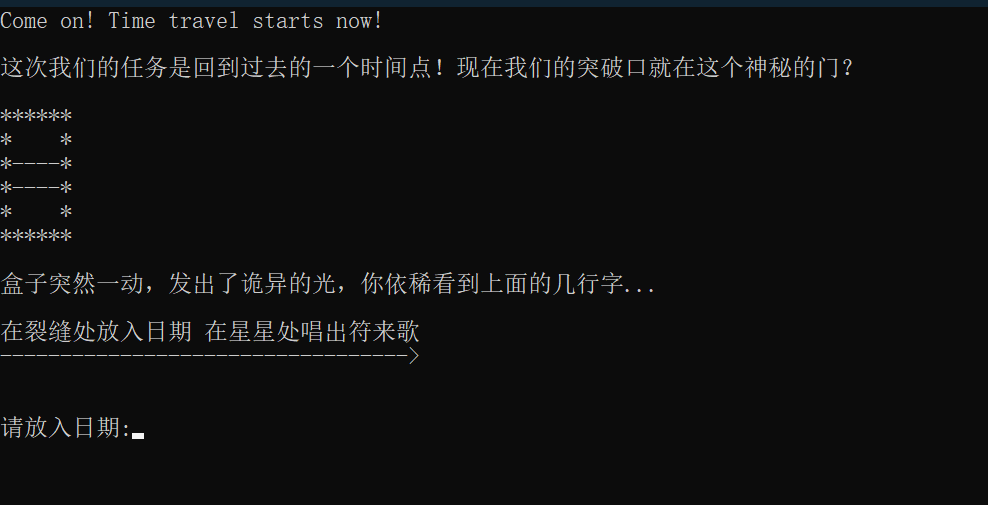 Come on! Time travel starts now!
这次我们的任务是回到过去的一个时间点！现在我们的突破口就在这个神秘的门？
******
*    *
*----*
*----*
*    *
******
盒子突然一动，发出了诡异的光，你依稀看到上面的几行字...
在裂缝处放入日期 在星星处唱出符来歌
---------------------------------->
请放入日期: